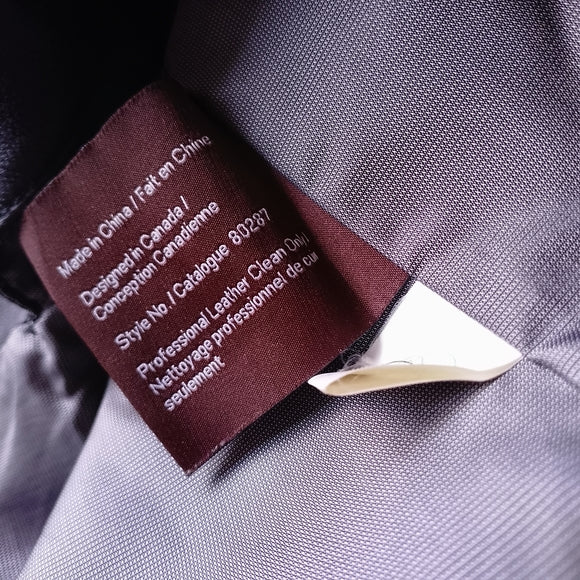 Made in China / Fait en Chine
Designed in Canada /
Conception Canadienne
Style No. / Catalogue 80287
Professional Leather Clean Only /
Nettoyage professionnel de cuir
seulement